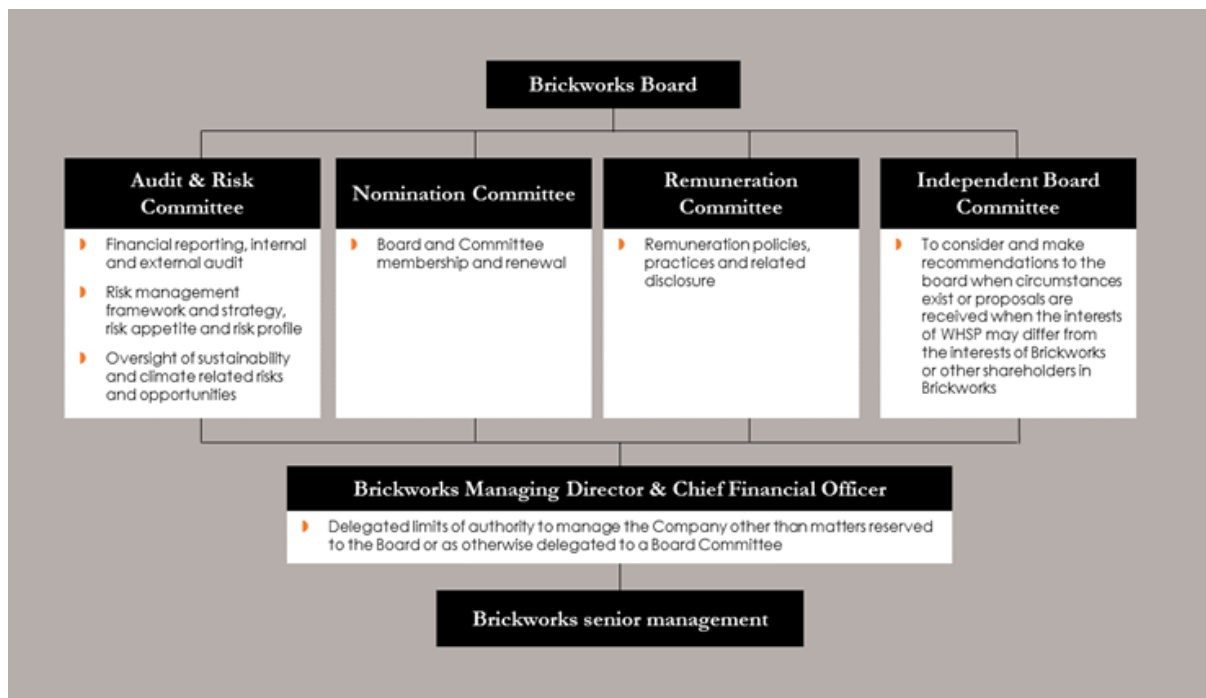 Brickworks Board
Audit & Risk
Committee
Financial reporting, internal
and external audit
Risk management
framework and strategy,
risk appetite and risk profile
Oversight of sustainability
and climate related risks
and opportunities
Nomination Committee
Board and Committee
membership and renewal
Remuneration
Committee
Remuneration policies,
practices and related
disclosure
Independent Board
Committee
To consider and make
recommendations to the
board when circumstances
exist or proposals are
received when the interests
of WHSP may differ from
the interests of Brickworks
or other shareholders in
Brickworks
Brickworks Managing Director & Chief Financial Officer
Delegated limits of authority to manage the Company other than matters reserved
to the Board or as otherwise delegated to a Board Committee
Brickworks senior management